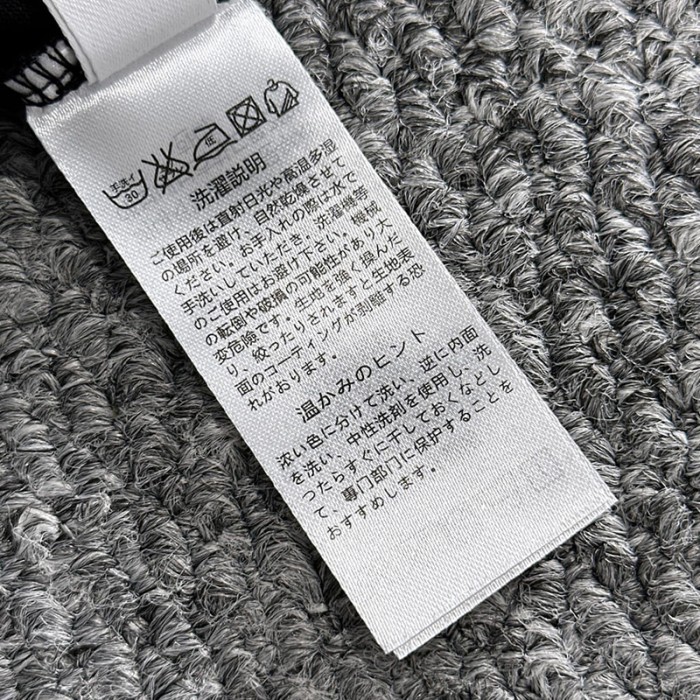 手洗イ
30
低
洗濯説明
ご使用後は直射日光や高温多湿
の場所を避け、自然乾燥させて
ください。お手入れの際は水で
手洗いしていただき、洗濯機等
のご使用はお避け下さい。機械
の転倒や破損の可能性があり大
変危険です。生地を強く揉んだ
り、絞ったりされますと生地表
面のコーティングが剥離する恐
れがおります。
温かみのヒント
浓い色に分けて洗い、逆に内面
を洗い、中性洗剤を使用し、洗
つたらすぐに干しておくなとし
て、専门部门に保护することを
おすすめします。